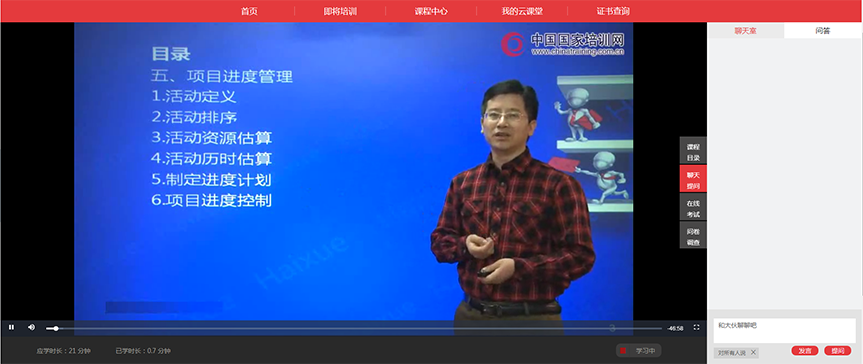 首页
即将培训
课程中心
我的云课堂
证书查询
中国国家培训网
www.chinatraining.com.cn
目录
五、项目进度管理
1.活动定义
2.活动排序
3.活动资源估算
4.活动历时估算
5.制定进度计划
6.项目进度控制
Haixue
课程
目录
聊天
提问
在线
考试
问卷
调查
聊天室
问答
-46:58
应学时长：21 分钟
已学时长：0.7 分钟
学习中
和大伙聊聊吧
对所有人说
发言
提问